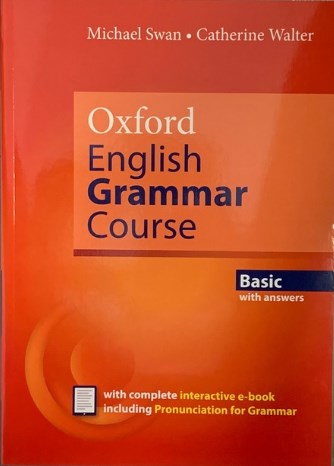 Michael Swan • Catherine Walter
Oxford
English
Grammar
Course
Basic
with answers
with complete interactive e-book
including Pronunciation for Grammar